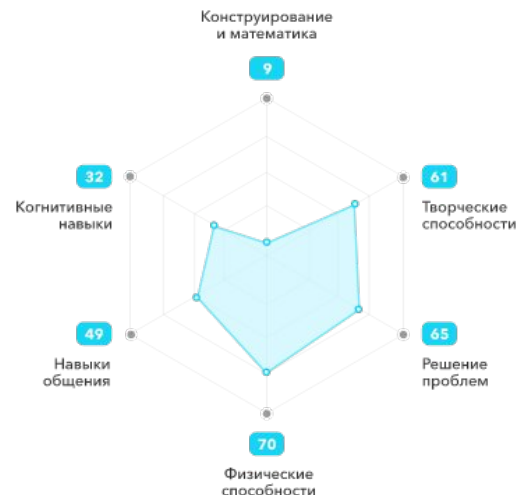 Конструирование
и математика
9
32
61
Когнитивные
навыки
Творческие
способности
49
65
Навыки
общения
Решение
проблем
70
Физические
способности